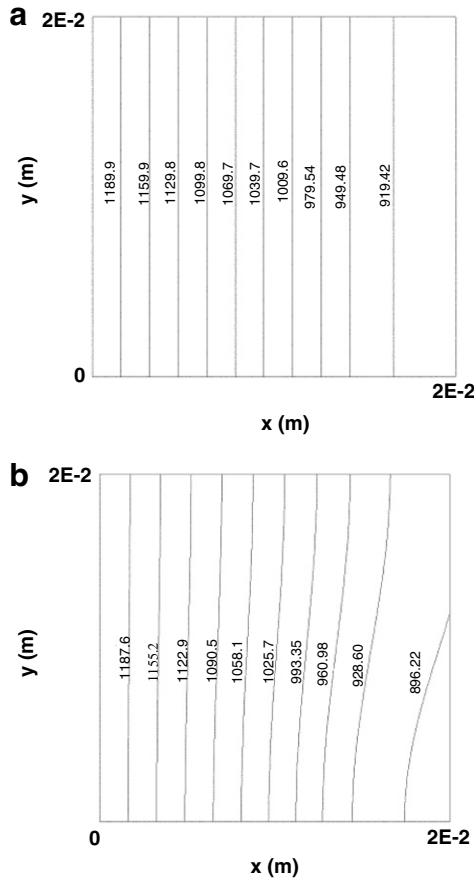 a
2E-2
y (m)
1189.9
1159.9
1129.8
1099.8
1069.7
1039.7
1009.6
979.54
949.48
919.42
0
2E-2
x (m)
b
2E-2
y (m)
1187.6
1155.2
1122.9
1090.5
1058.1
1025.7
993.35
960.98
928.60
896.22
0
2E-2
x (m)